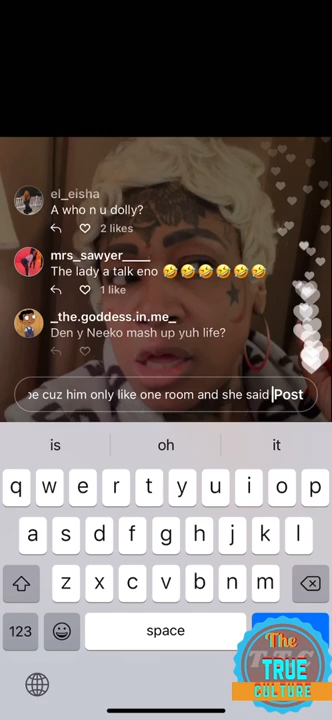 el_eisha
A who n u dolly?
2 likes
mrs_sawyer____
The lady a talk eno 🤣🤣🤣🤣🤣🤣
1 like
_the.goddess.in.me_
Den y Neeko mash up yuh life?
e cuz him only like one room and she said Post
is oh it
q w e r t y u i o p
a s d f g h j k l
z x c v b n m
123 space
The
TRUE
CULTURE